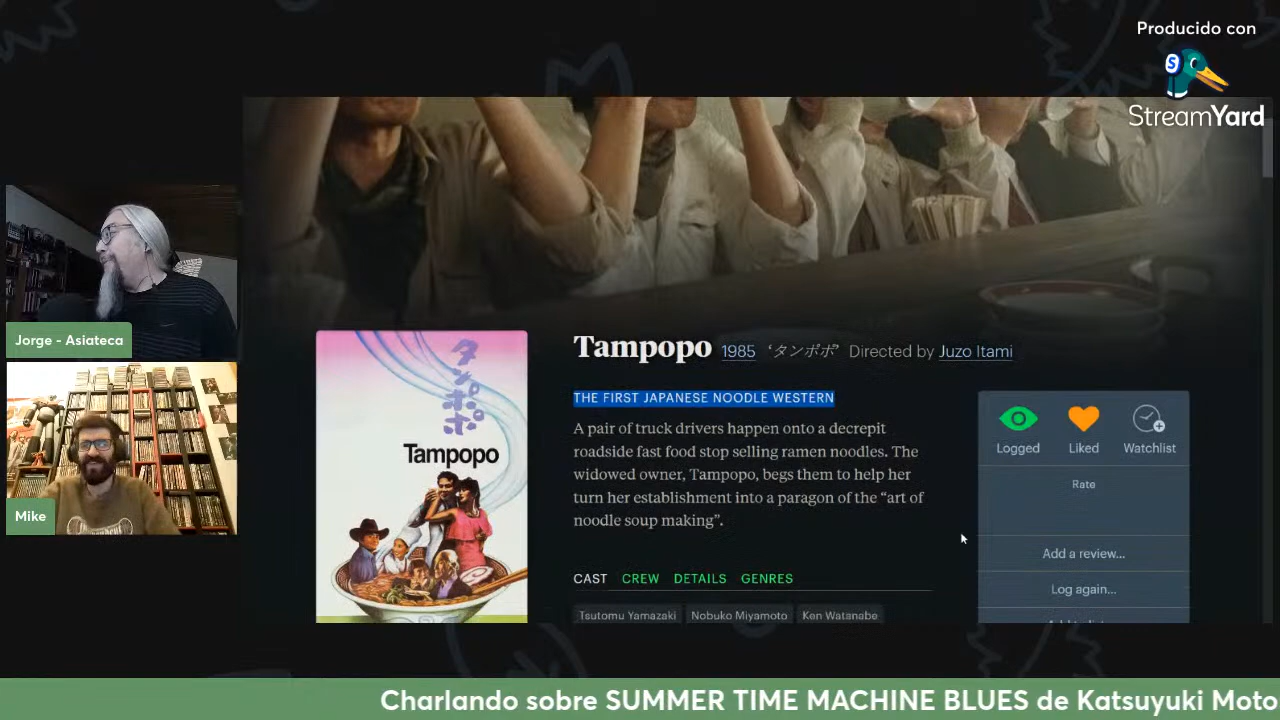 Producido con
StreamYard
Jorge - Asiateca
Mike
タンポポ
Tampopo
Tampopo 1985 ‘タンポポ’ Directed by Juzo Itami
THE FIRST JAPANESE NOODLE WESTERN
A pair of truck drivers happen onto a decrepit
roadside fast food stop selling ramen noodles. The
widowed owner, Tampopo, begs them to help her
turn her establishment into a paragon of the “art of
noodle soup making”.
CAST CREW DETAILS GENRES
Tsutomu Yamazaki Nobuko Miyamoto Ken Watanabe
Logged Liked Watchlist
Rate
Add a review...
Log again...
Charlando sobre SUMMER TIME MACHINE BLUES de Katsuyuki Moto